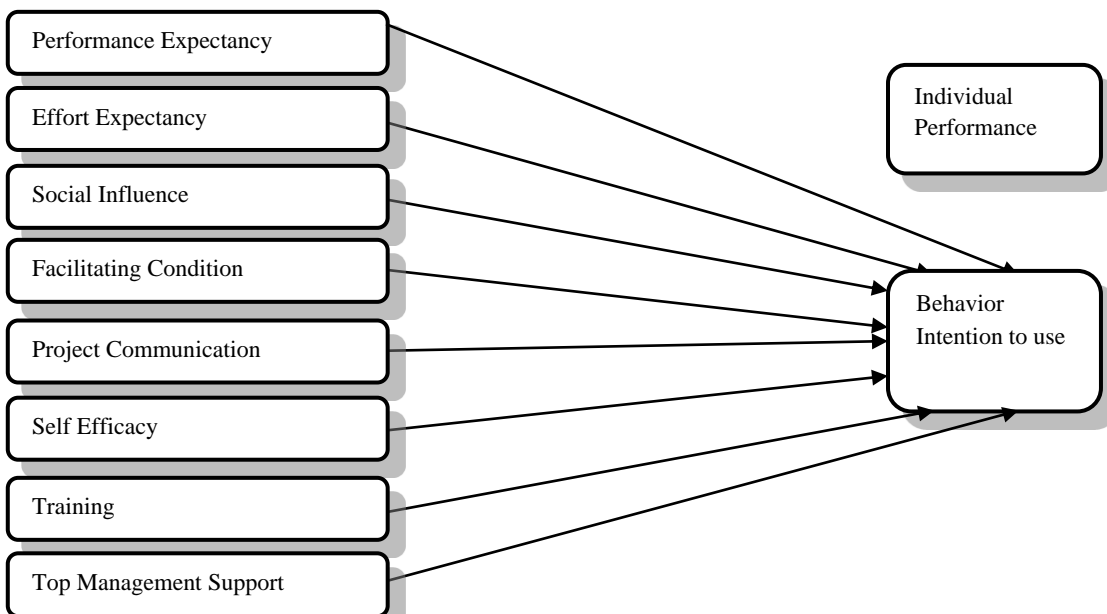 Performance Expectancy
Effort Expectancy
Social Influence
Facilitating Condition
Project Communication
Self Efficacy
Training
Top Management Support
Individual
Performance
Behavior
Intention to use